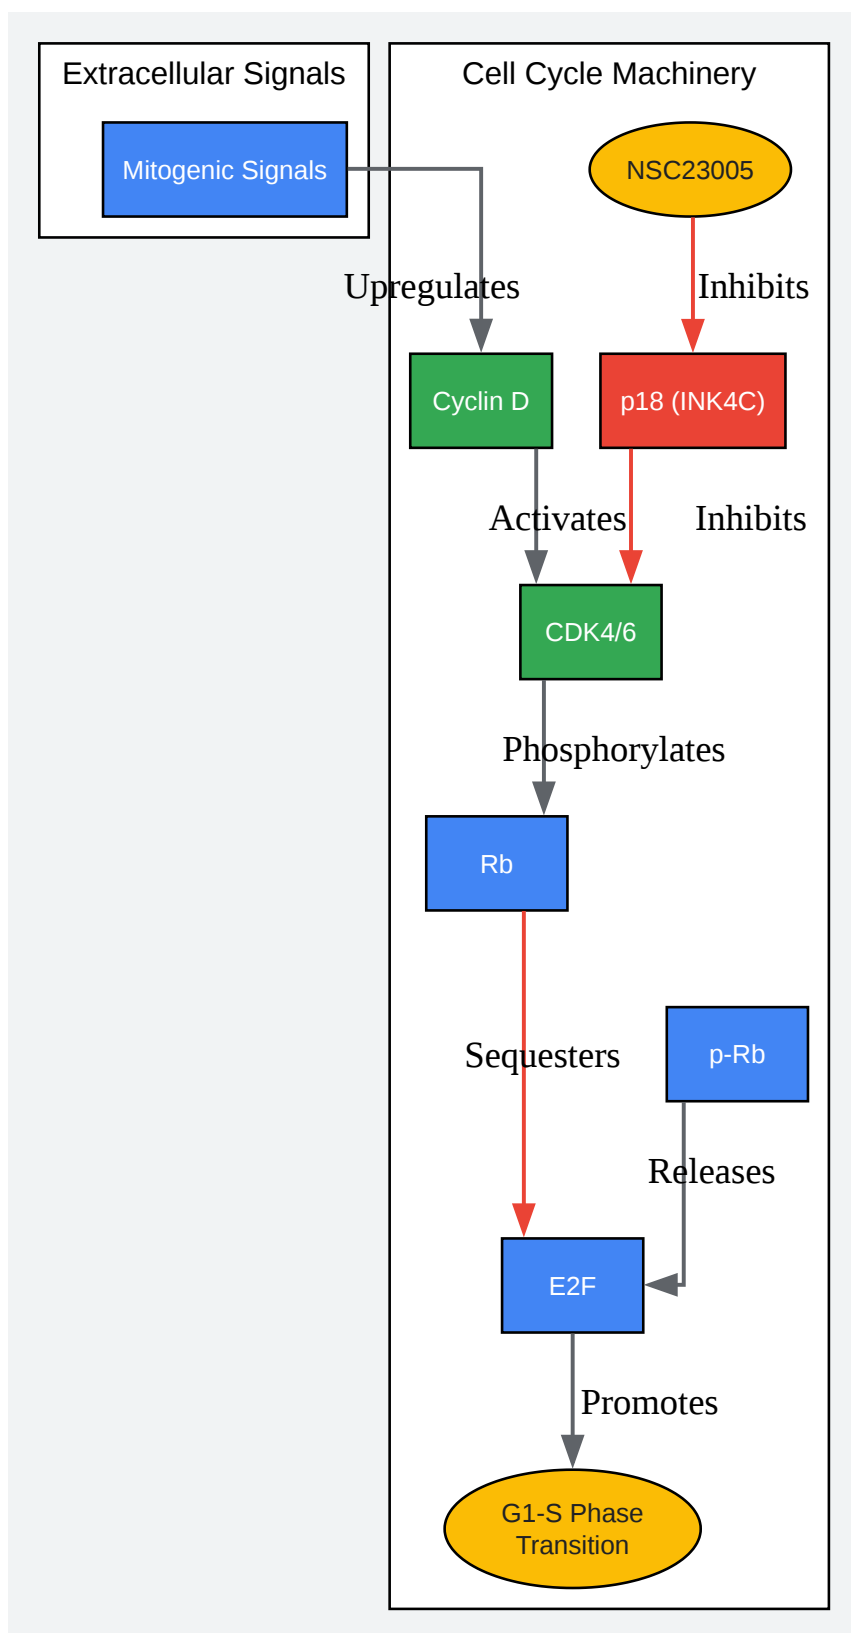 Extracellular Signals
Cell Cycle Machinery
Mitogenic Signals
NSC23005
Upregulates
Inhibits
Cyclin D
p18 (INK4C)
Activates
Inhibits
CDK4/6
Phosphorylates
Rb
Sequesters
p-Rb
Releases
E2F
Promotes
G1-S Phase
Transition